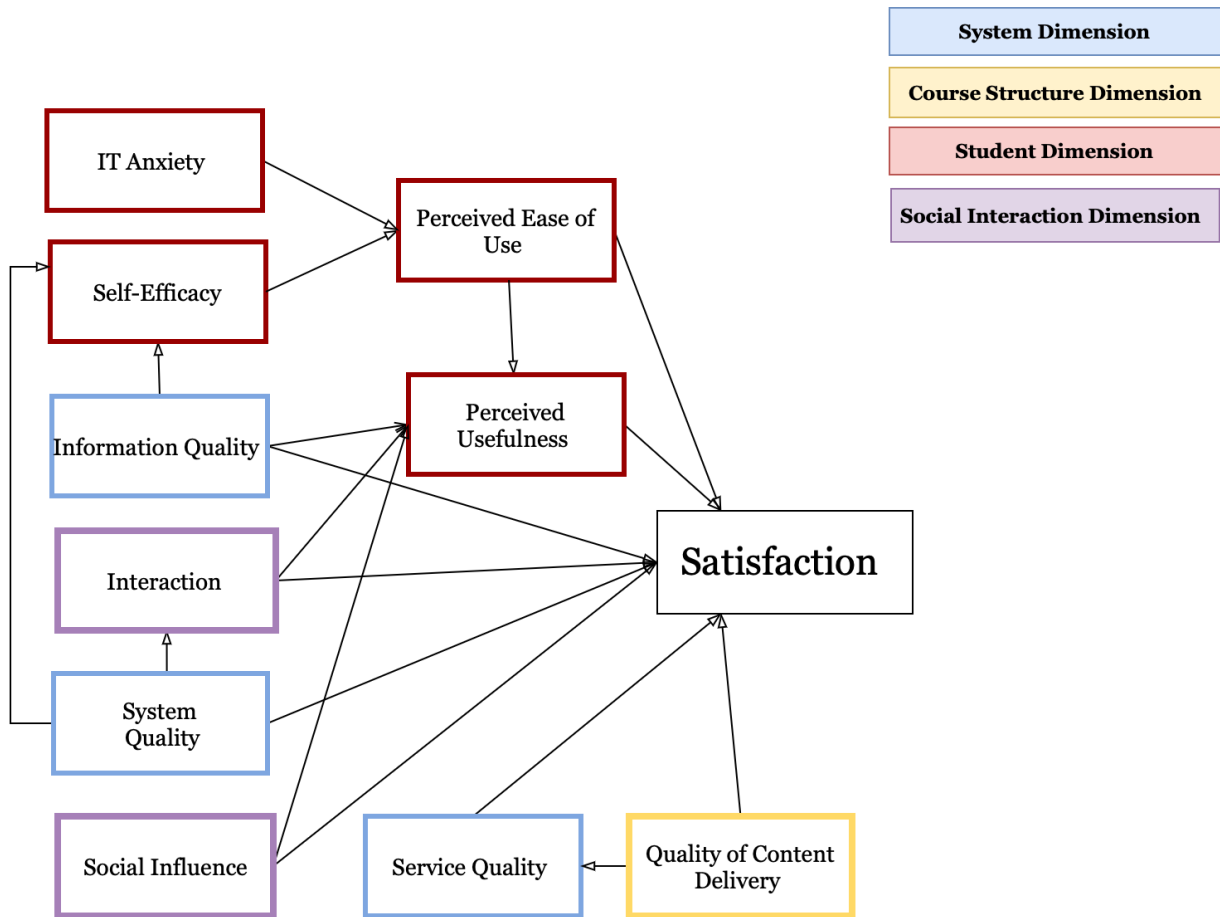 System Dimension
Course Structure Dimension
Student Dimension
Social Interaction Dimension
IT Anxiety
Perceived Ease of
Use
Self-Efficacy
Perceived
Usefulness
Information Quality
Satisfaction
Interaction
System
Quality
Social Influence
Service Quality
Quality of Content
Delivery